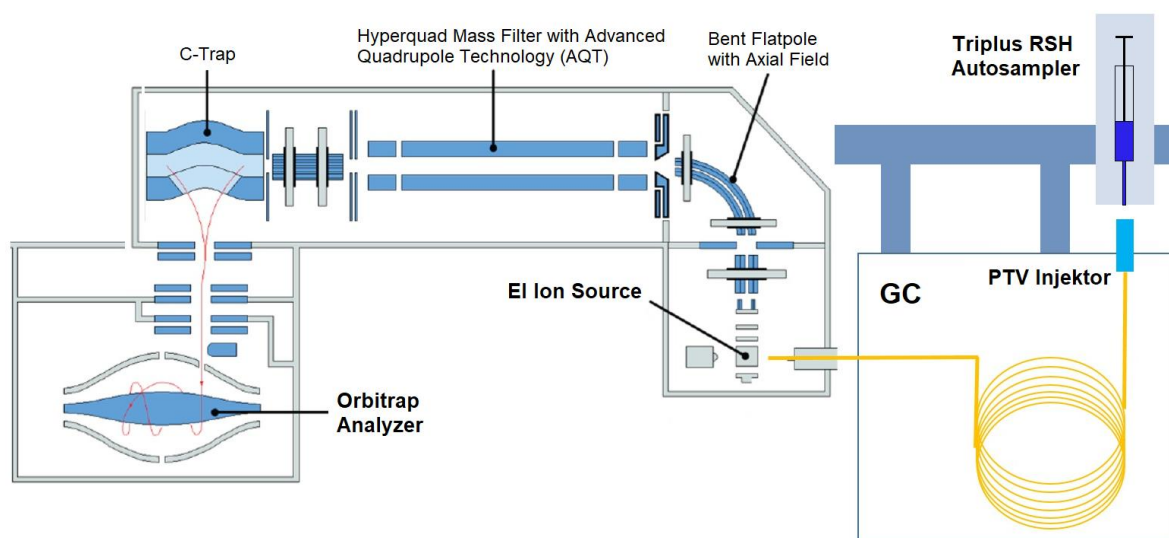 C-Trap
Hyperquad Mass Filter with Advanced
Quadrupole Technology (AQT)
Bent Flatpole
with Axial Field
Triplus RSH
Autosampler
EI Ion Source
GC
PTV Injektor
Orbitrap
Analyzer